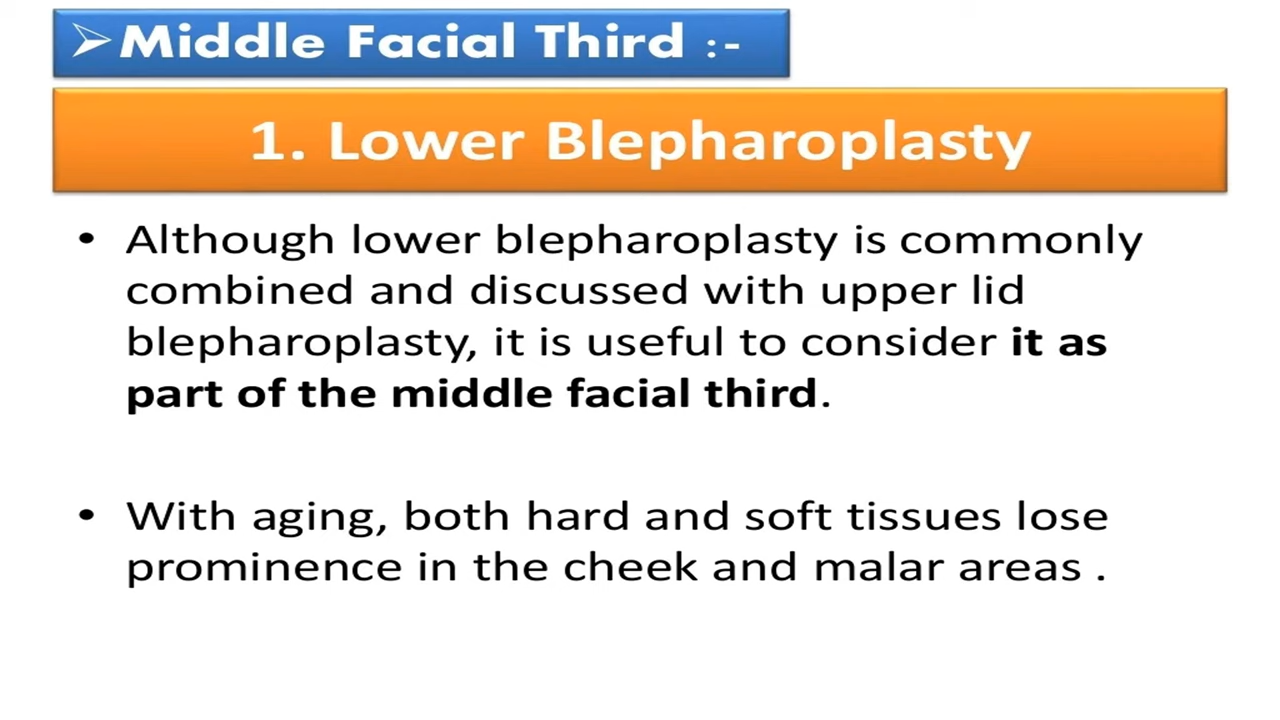 ➢Middle Facial Third :-
1. Lower Blepharoplasty
• Although lower blepharoplasty is commonly
combined and discussed with upper lid
blepharoplasty, it is useful to consider it as
part of the middle facial third.
• With aging, both hard and soft tissues lose
prominence in the cheek and malar areas .